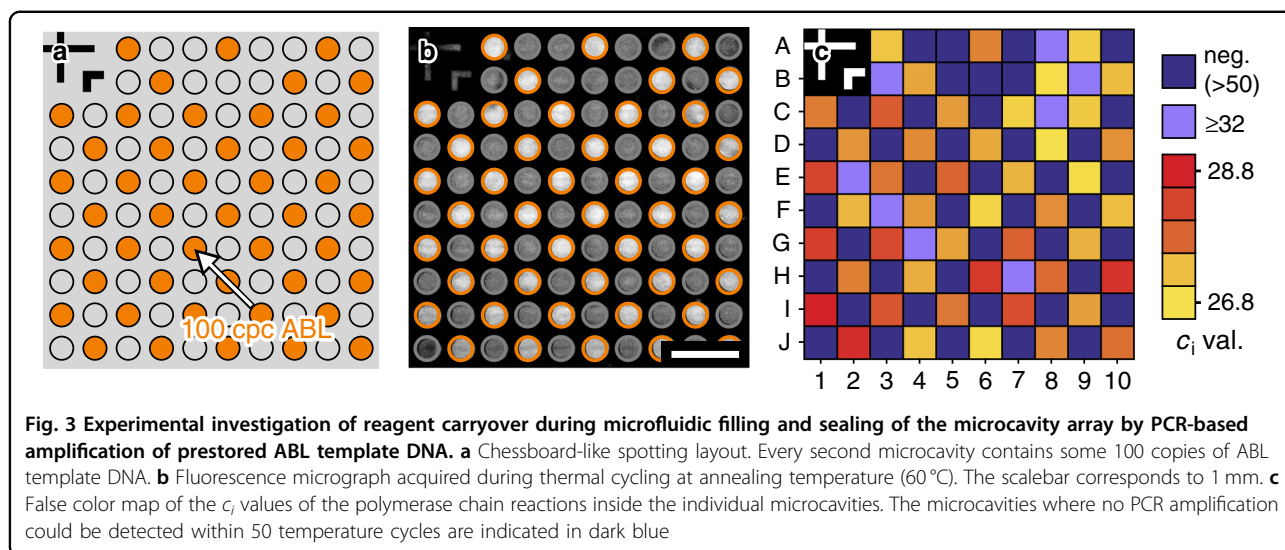 a
100 cpc ABL
b
c
A
B
C
D
E
F
G
H
I
J
1 2 3 4 5 6 7 8 9 10
neg.
(>50)
≥32
28.8
26.8
ci val.
Fig. 3 Experimental investigation of reagent carryover during microfluidic filling and sealing of the microcavity array by PCR-based
amplification of prestored ABL template DNA. a Chessboard-like spotting layout. Every second microcavity contains some 100 copies of ABL
template DNA. b Fluorescence micrograph acquired during thermal cycling at annealing temperature (60 °C). The scalebar corresponds to 1 mm. c
False color map of the ci values of the polymerase chain reactions inside the individual microcavities. The microcavities where no PCR amplification
could be detected within 50 temperature cycles are indicated in dark blue